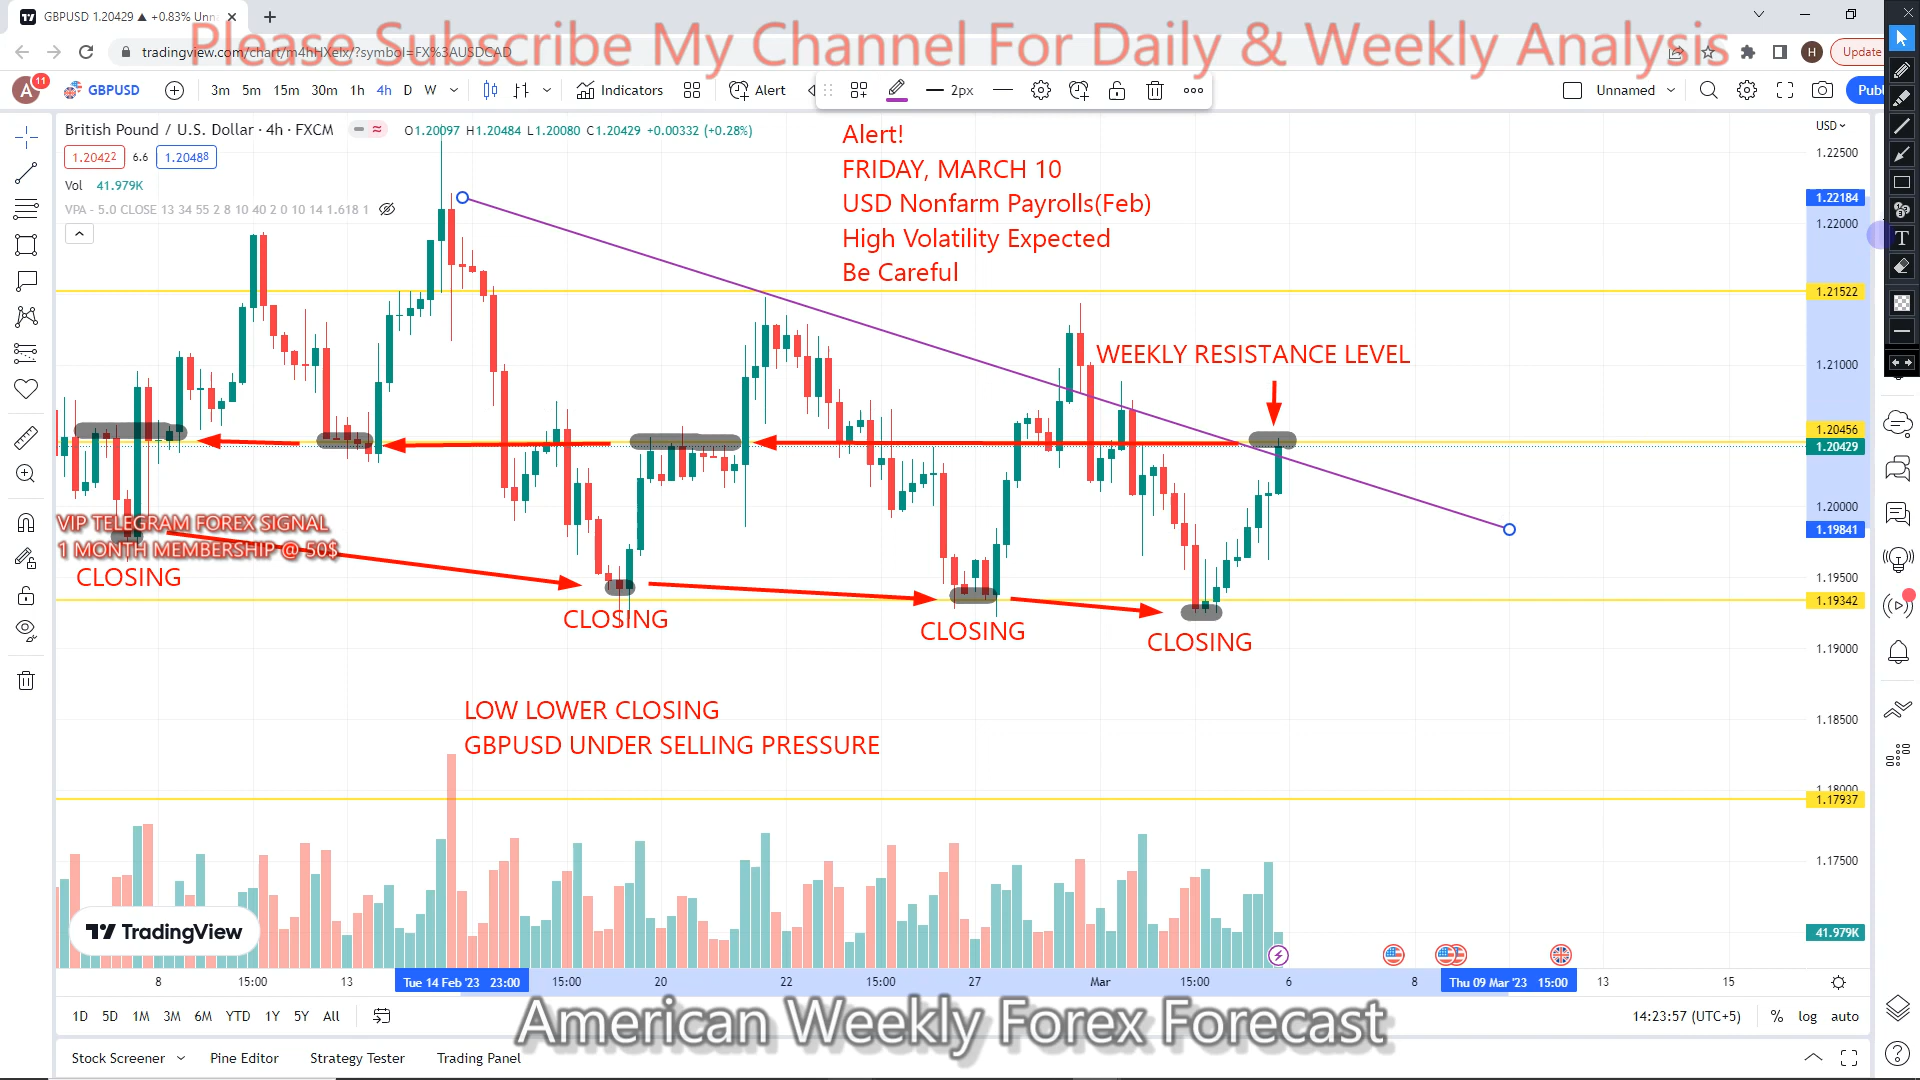 GBPUSD 1.20429 ▲ +0.83% Unn
Please Subscribe My Channel For Daily & Weekly Analysis
tradingview.com/chart/m4hHXelx/?symbol=FX%3AUSDCAD
H
Update
A
11
GBPUSD
3m 5m 15m 30m 1h 4h D W
Indicators
Alert
2px
Unnamed
Publ
British Pound / U.S. Dollar · 4h · FXCM
O1.20097 H1.20484 L1.20080 C1.20429 +0.00332 (+0.28%)
USD
1.20422 6.6 1.20488
Vol 41.979K
VPA - 5.0 CLOSE 13 34 55 2 8 10 40 2 0 10 14 1.618 1
Alert!
FRIDAY, MARCH 10
USD Nonfarm Payrolls(Feb)
High Volatility Expected
Be Careful
T
1.22500
1.22184
1.22000
1.21522
WEEKLY RESISTANCE LEVEL
1.21000
1.20456
1.20429
1.20000
1.19841
VIP TELEGRAM FOREX SIGNAL
1 MONTH MEMBERSHIP @ 50$
CLOSING
1.19500
1.19342
CLOSING
CLOSING
CLOSING
1.19000
LOW LOWER CLOSING
GBPUSD UNDER SELLING PRESSURE
1.18500
1.18000
1.17937
1.17500
TradingView
41.979K
8 15:00 13 Tue 14 Feb '23 23:00 15:00 20 22 15:00 27 Mar 15:00 6 8 Thu 09 Mar '23 15:00 13 15
1D 5D 1M 3M 6M YTD 1Y 5Y All
14:23:57 (UTC+5) % log auto
American Weekly Forex Forecast
Stock Screener Pine Editor Strategy Tester Trading Panel